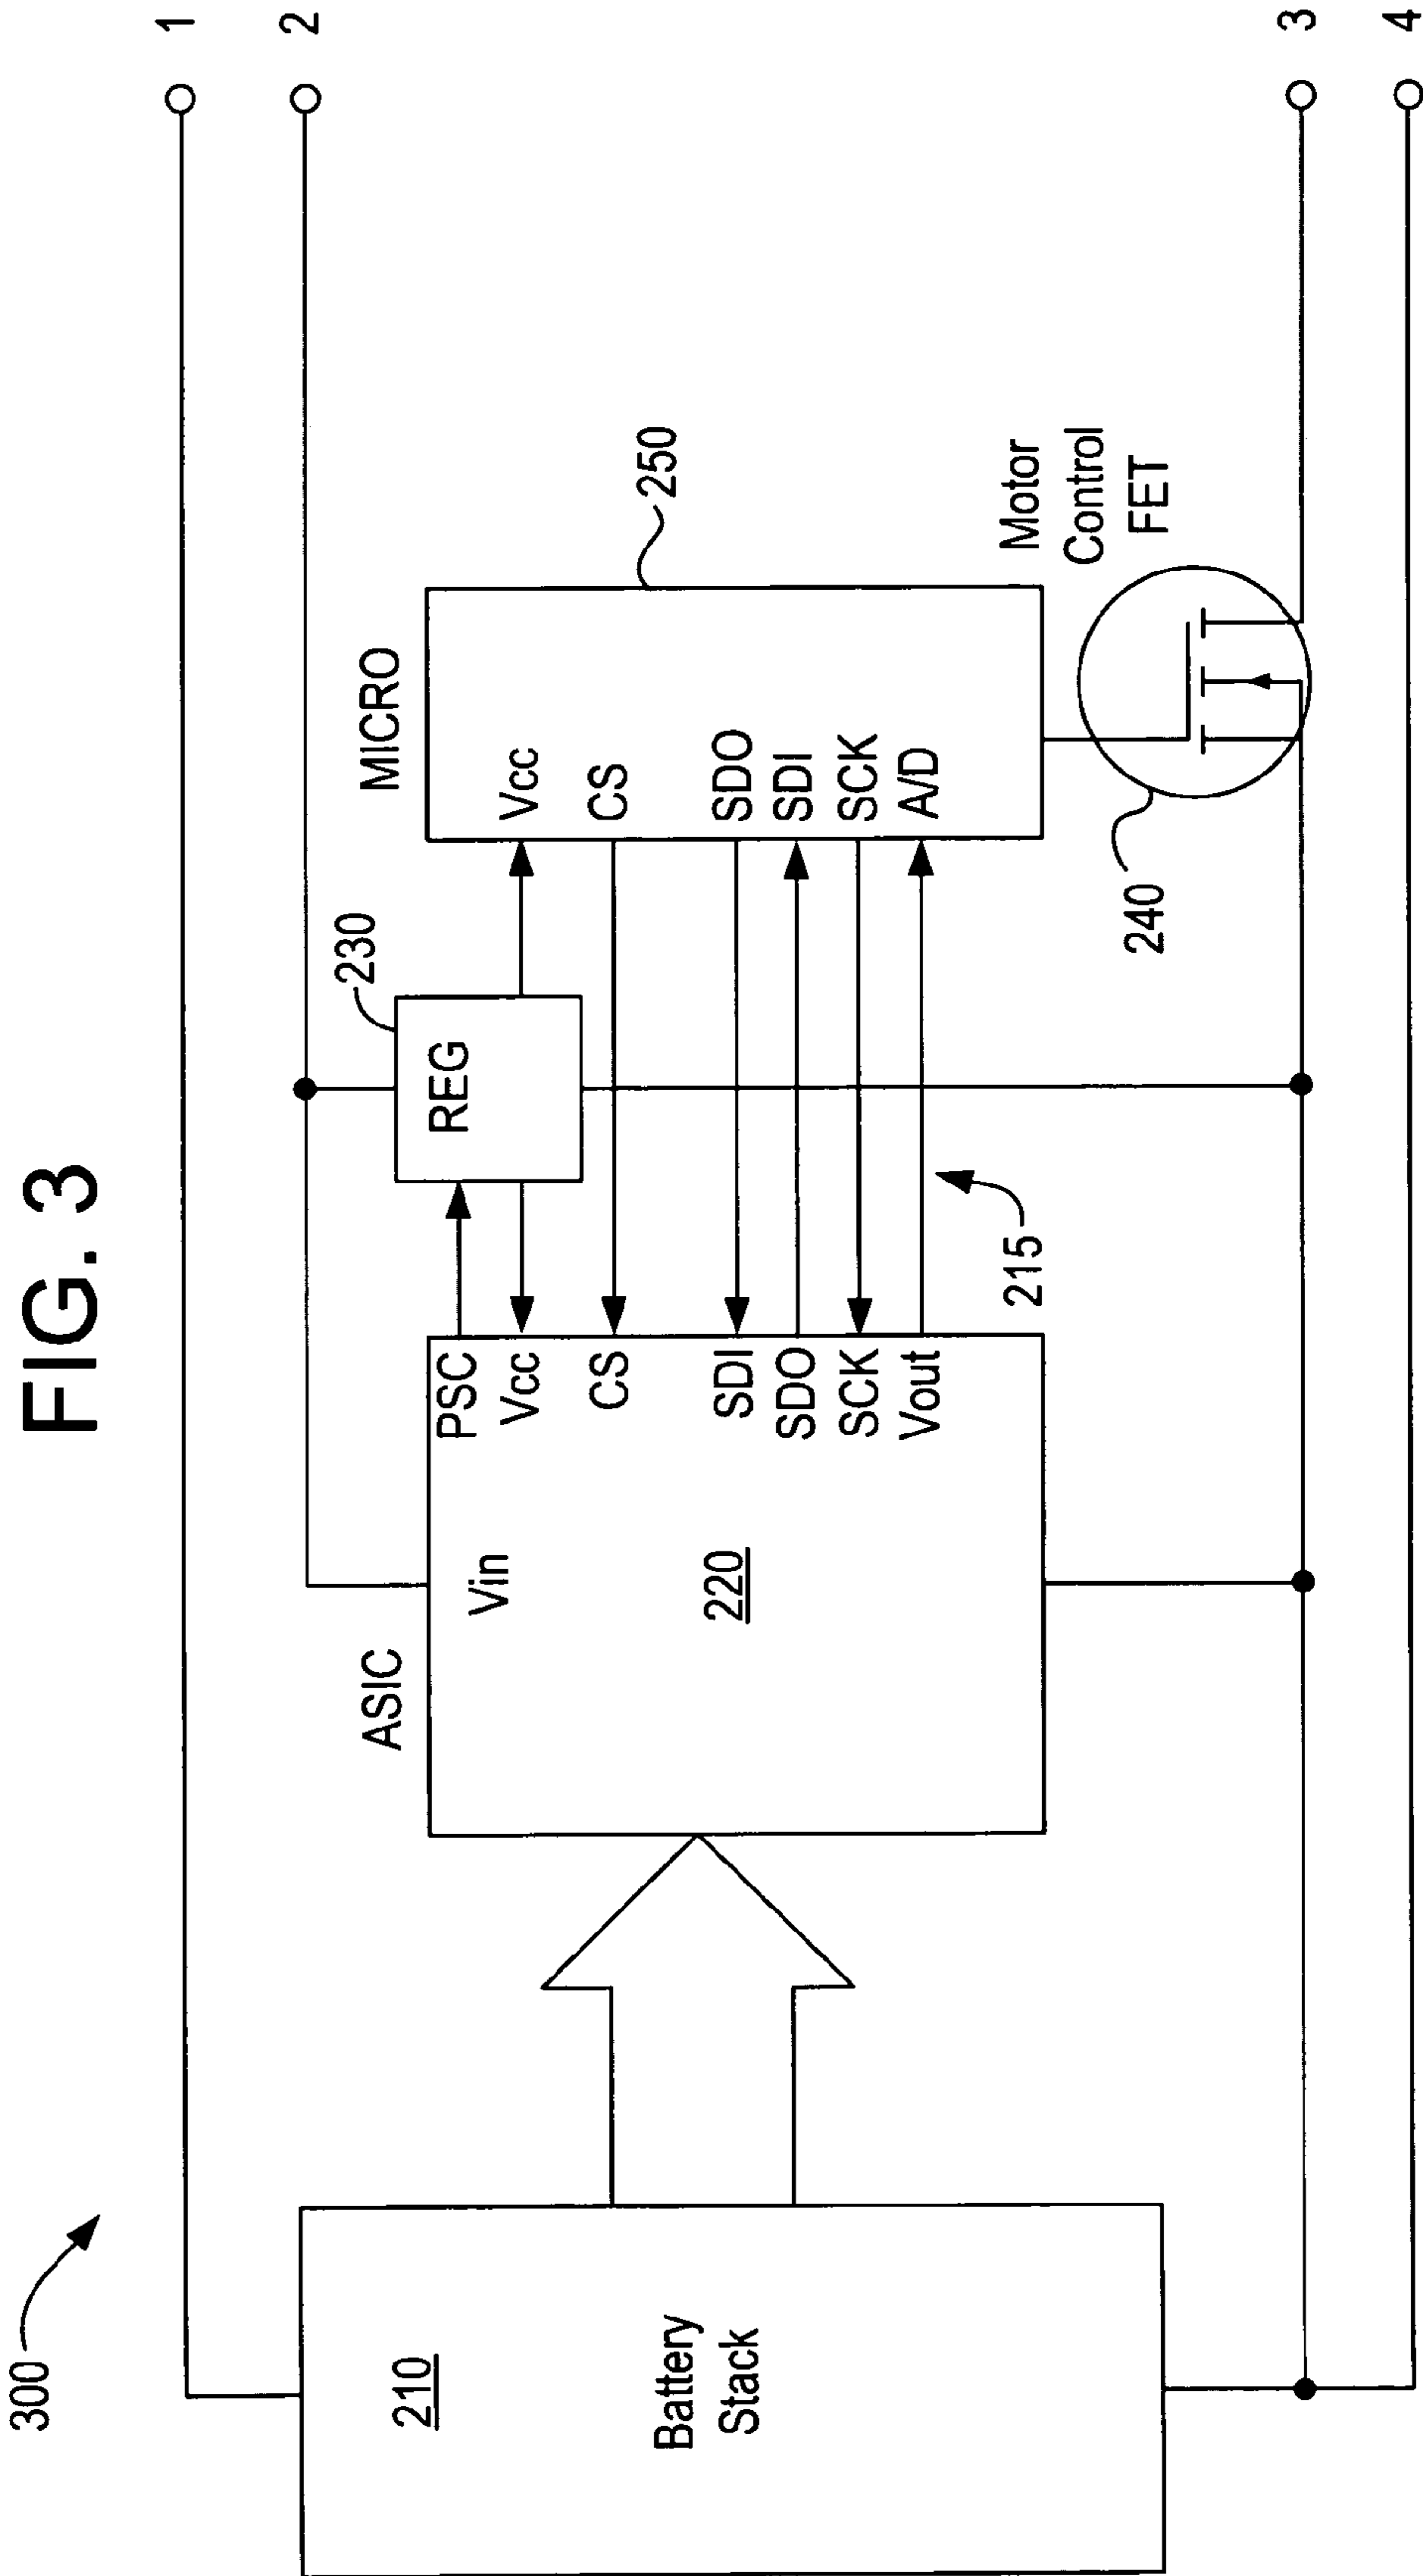 FIG. 3
300
1
2
3
4
210
Battery
Stack
ASIC
Vin
220
PSC
Vcc
CS
SDI
SDO
SCK
Vout
215
230
REG
MICRO
250
Vcc
CS
SDO
SDI
SCK
A/D
240
Motor
Control
FET